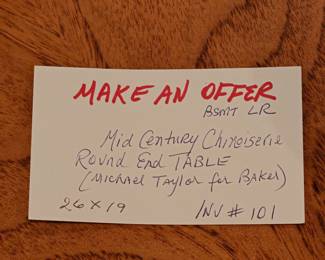 MAKE AN OFFER
BSMT LR
Mid Century Chinoiserie
Round End TABLE
(Michael Taylor for Baker)
26 x 19 INV # 101